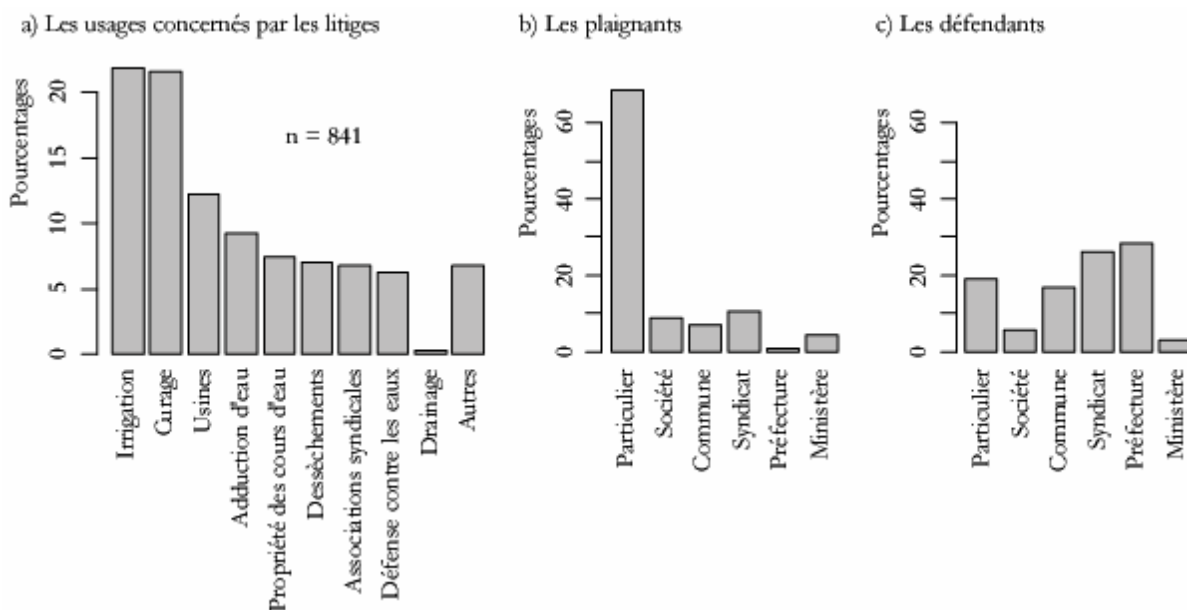 a) Les usages concernés par les litiges
Pourcentages
20
15
10
5
0
n = 841
Irrigation
Curage
Usines
Adduction d'eau
Propriété des cours d'eau
Dessèchements
Associations syndicales
Défense contre les eaux
Drainage
Autres
b) Les plaignants
Pourcentages
60
40
20
0
Particulier
Société
Commune
Syndicat
Préfecture
Ministère
c) Les défendants
Pourcentages
60
40
20
0
Particulier
Société
Commune
Syndicat
Préfecture
Ministère